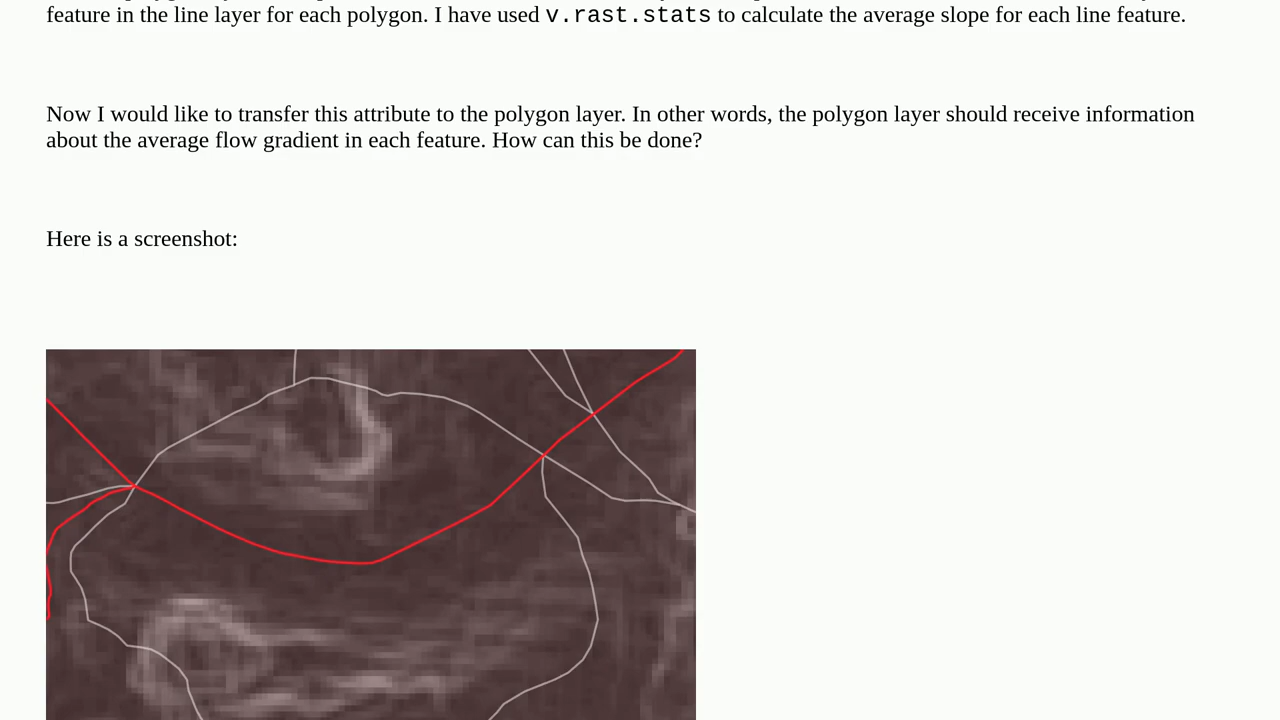 feature in the line layer for each polygon. I have used v.rast.stats to calculate the average slope for each line feature.
Now I would like to transfer this attribute to the polygon layer. In other words, the polygon layer should receive information
about the average flow gradient in each feature. How can this be done?
Here is a screenshot: